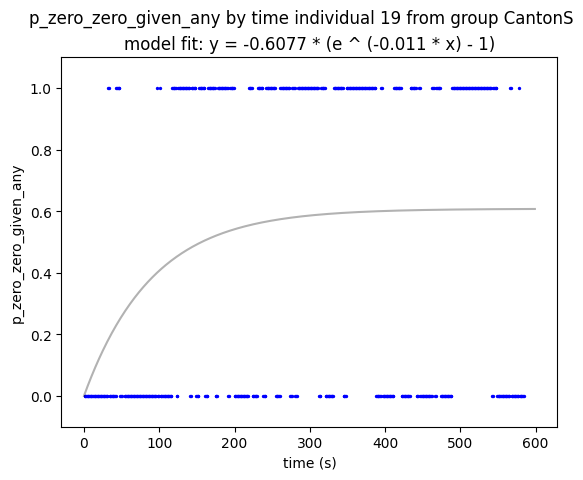 p_zero_zero_given_any by time individual 19 from group CantonS
model fit: y = -0.6077 * (e ^ (-0.011 * x) - 1)
1.0
0.8
0.6
0.4
0.2
0.0
p_zero_zero_given_any
0 100 200 300 400 500 600
time (s)